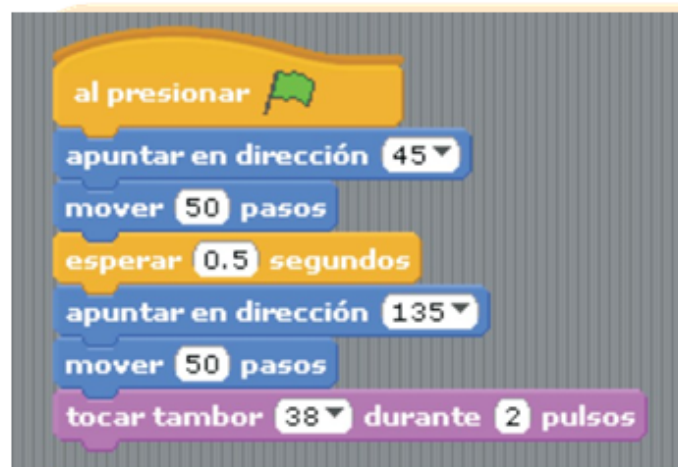 al presionar
apuntar en dirección 45
mover 50 pasos
esperar 0.5 segundos
apuntar en dirección 135
mover 50 pasos
tocar tambor 38 durante 2 pulsos